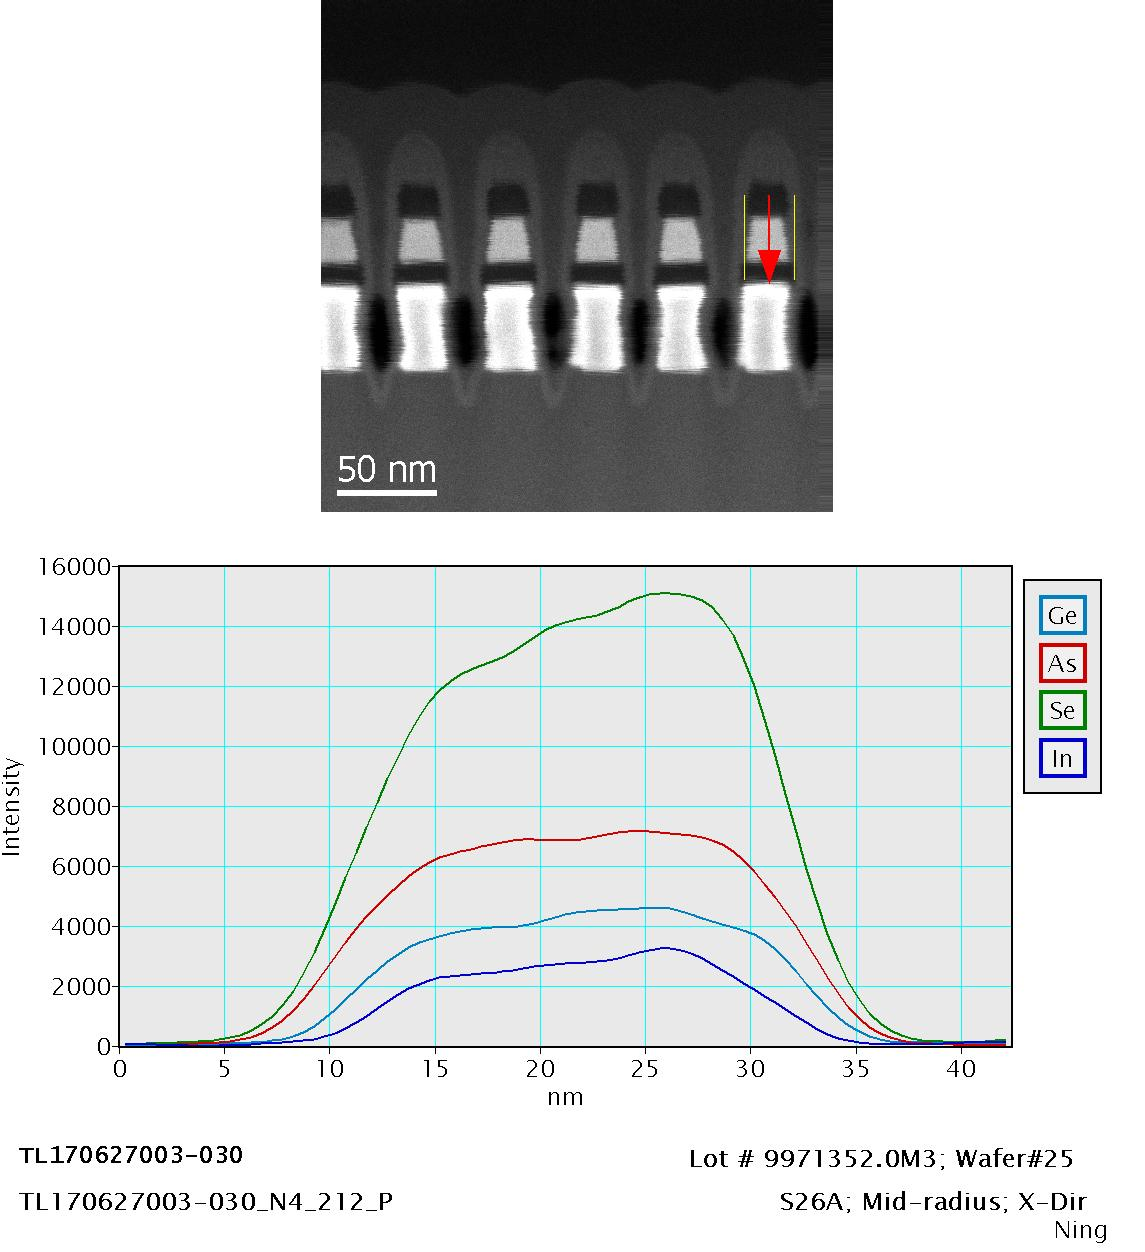 50 nm
16000
14000
12000
10000
8000
6000
4000
2000
0
Intensity
0 5 10 15 20 25 30 35 40
nm
Ge
As
Se
In
TL170627003-030
Lot # 9971352.0M3; Wafer#25
TL170627003-030_N4_212_P
S26A; Mid-radius; X-Dir
Ning